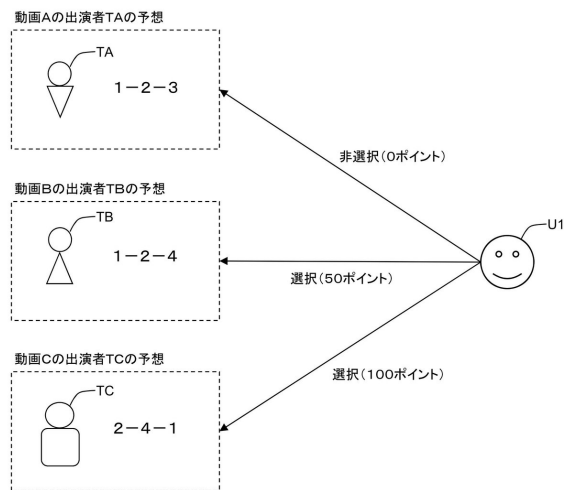 動画Aの出演者TAの予想
TA
1－2－3
非選択(0ポイント)
動画Bの出演者TBの予想
TB
1－2－4
選択(50ポイント)
U1
動画Cの出演者TCの予想
TC
2－4－1
選択(100ポイント)